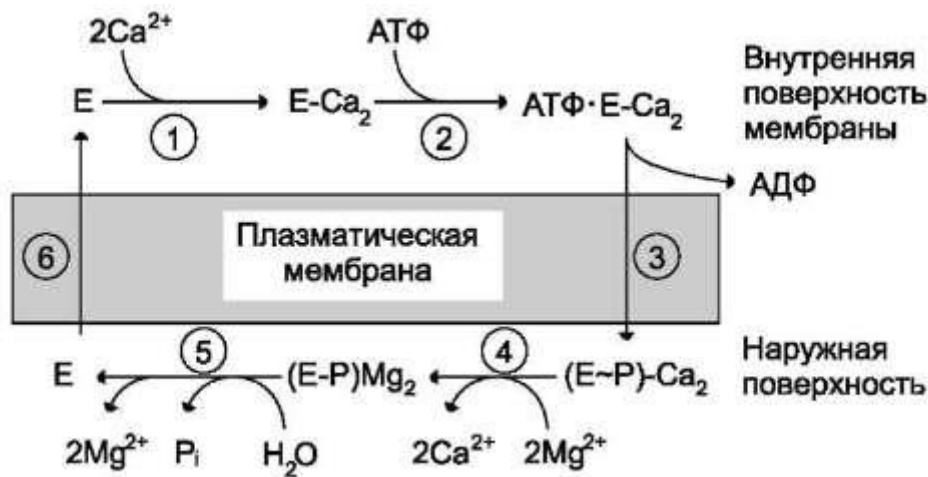 2Ca²⁺ АТФ
E E-Ca₂ АТФ·E-Ca₂
① ②
Внутренняя
поверхность
мембраны
АДФ
Плазматическая
мембрана
⑥ ③
⑤ ④
E (E-P)Mg₂ (E~P)-Ca₂
Наружная
поверхность
2Mg²⁺ Pᵢ H₂O 2Ca²⁺ 2Mg²⁺